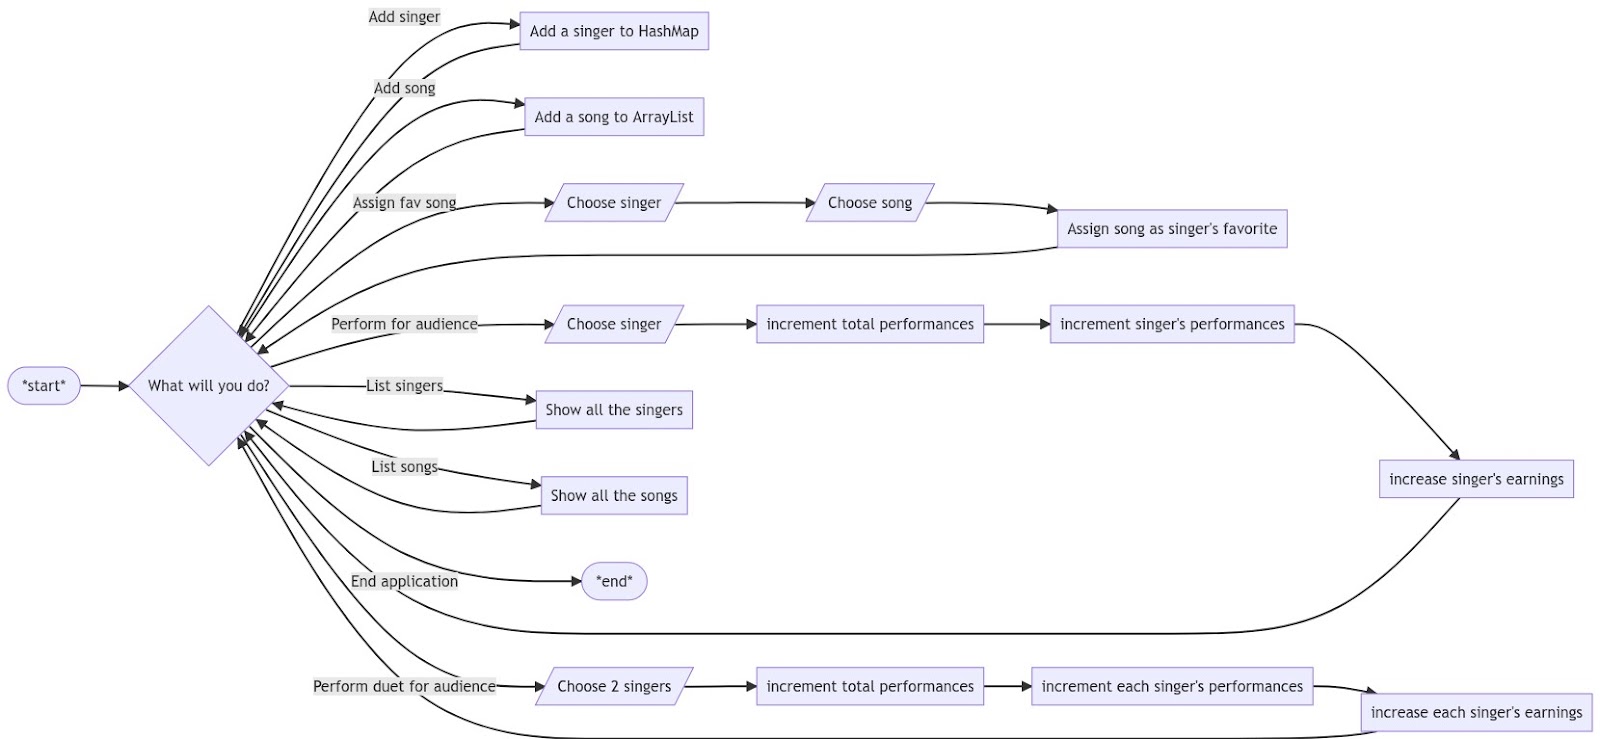 Add singer
Add a singer to HashMap
Add song
Add a song to ArrayList
Assign fav song
Choose singer
Choose song
Assign song as singer's favorite
Perform for audience
Choose singer
increment total performances
increment singer's performances
*start*
What will you do?
List singers
Show all the singers
List songs
Show all the songs
increase singer's earnings
End application
*end*
Perform duet for audience
Choose 2 singers
increment total performances
increment each singer's performances
increase each singer's earnings